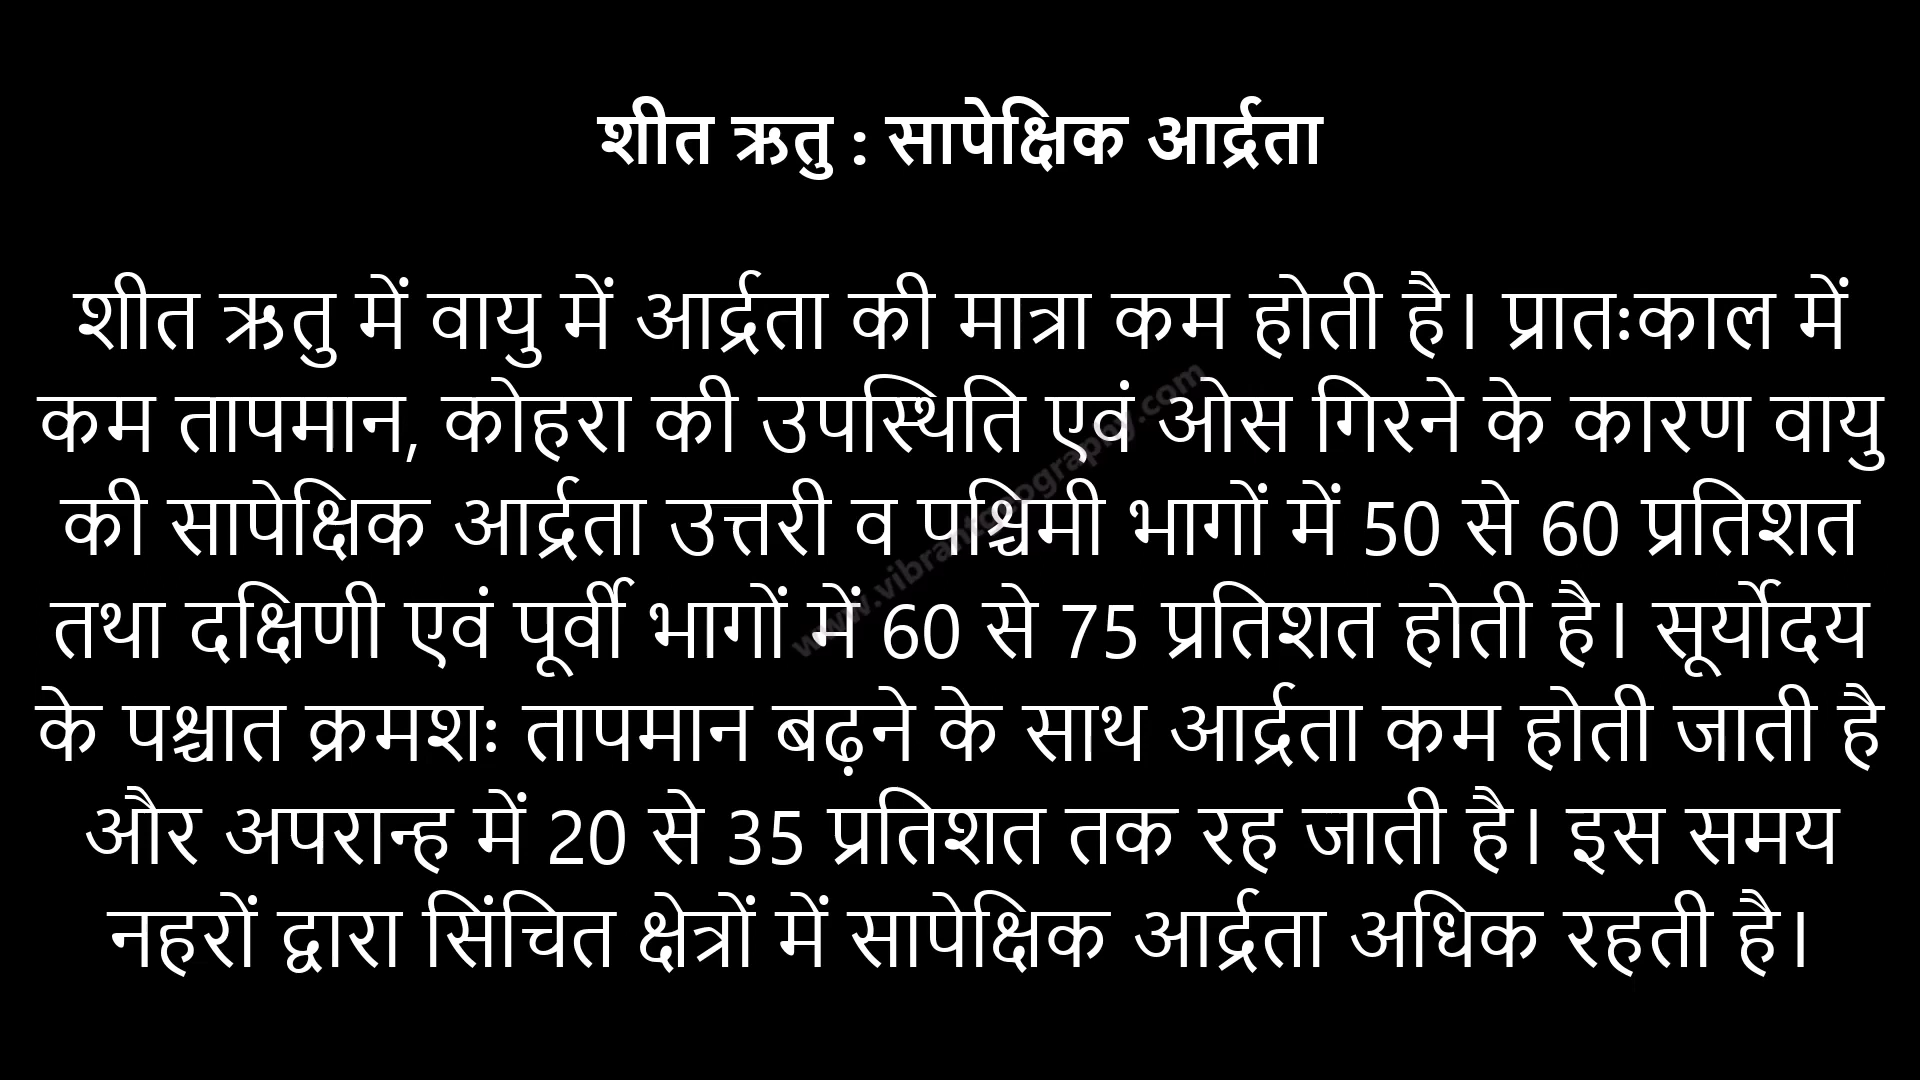 शीत ऋतु : सापेक्षिक आर्द्रता
शीत ऋतु में वायु में आर्द्रता की मात्रा कम होती है। प्रातःकाल में
कम तापमान, कोहरा की उपस्थिति एवं ओस गिरने के कारण वायु
की सापेक्षिक आर्द्रता उत्तरी व पश्चिमी भागों में 50 से 60 प्रतिशत
तथा दक्षिणी एवं पूर्वी भागों में 60 से 75 प्रतिशत होती है। सूर्योदय
के पश्चात क्रमशः तापमान बढ़ने के साथ आर्द्रता कम होती जाती है
और अपरान्ह में 20 से 35 प्रतिशत तक रह जाती है। इस समय
नहरों द्वारा सिंचित क्षेत्रों में सापेक्षिक आर्द्रता अधिक रहती है।